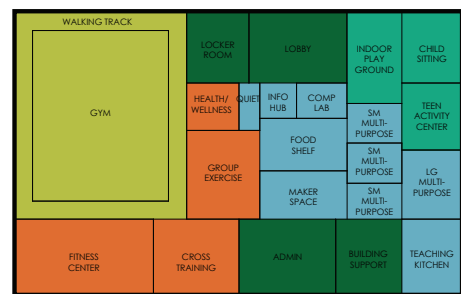 WALKING TRACK
GYM
LOCKER
ROOM
LOBBY
INDOOR
PLAY
GROUND
CHILD
SITTING
HEALTH/
WELLNESS
QUIET
INFO
HUB
COMP
LAB
TEEN
ACTIVITY
CENTER
SM
MULTI-
PURPOSE
FOOD
SHELF
SM
MULTI-
PURPOSE
GROUP
EXERCISE
MAKER
SPACE
SM
MULTI-
PURPOSE
LG
MULTI-
PURPOSE
FITNESS
CENTER
CROSS
TRAINING
ADMIN
BUILDING
SUPPORT
TEACHING
KITCHEN